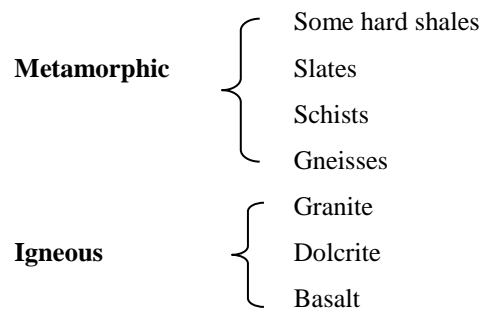 Some hard shales
Metamorphic Slates
Schists
Gneisses
Granite
Igneous Dolcrite
Basalt